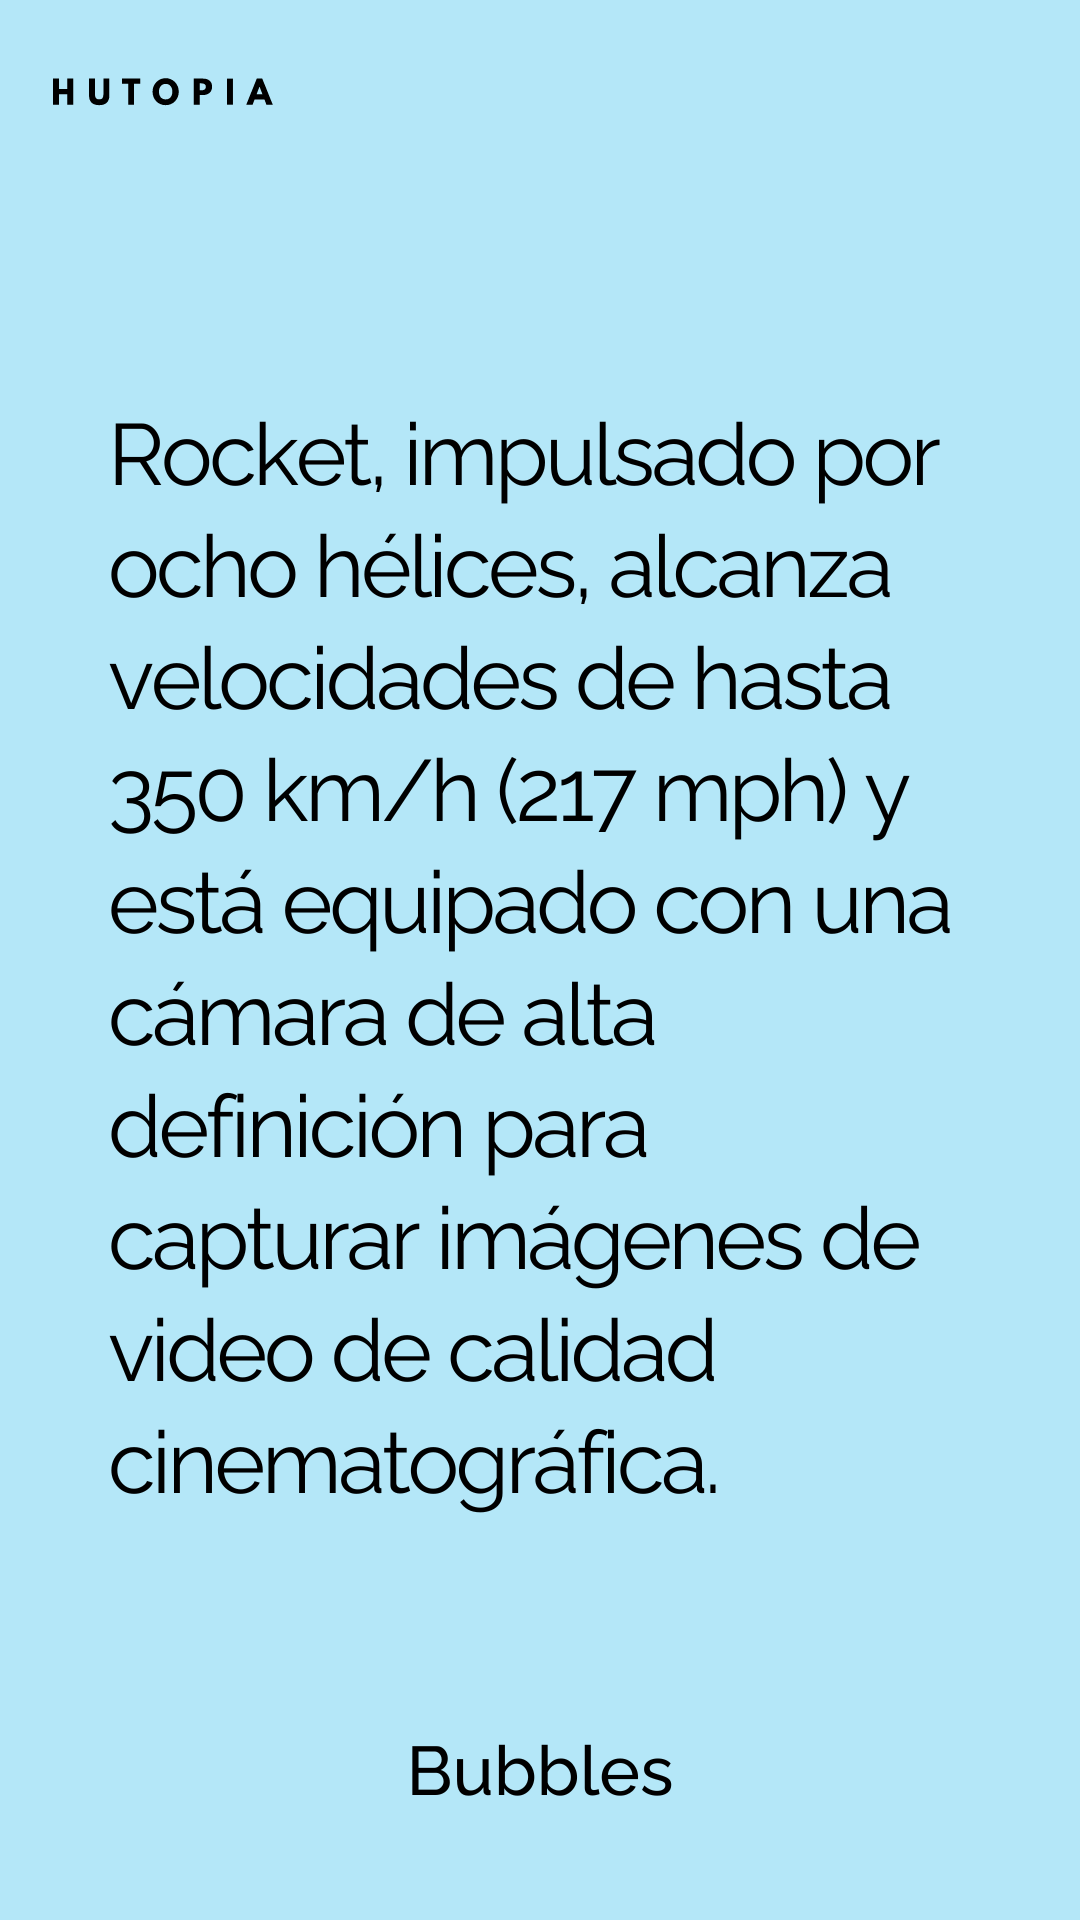 HUTOPIA
Rocket, impulsado por
ocho hélices, alcanza
velocidades de hasta
350 km/h (217 mph) y
está equipado con una
cámara de alta
definición para
capturar imágenes de
video de calidad
cinematográfica.
Bubbles